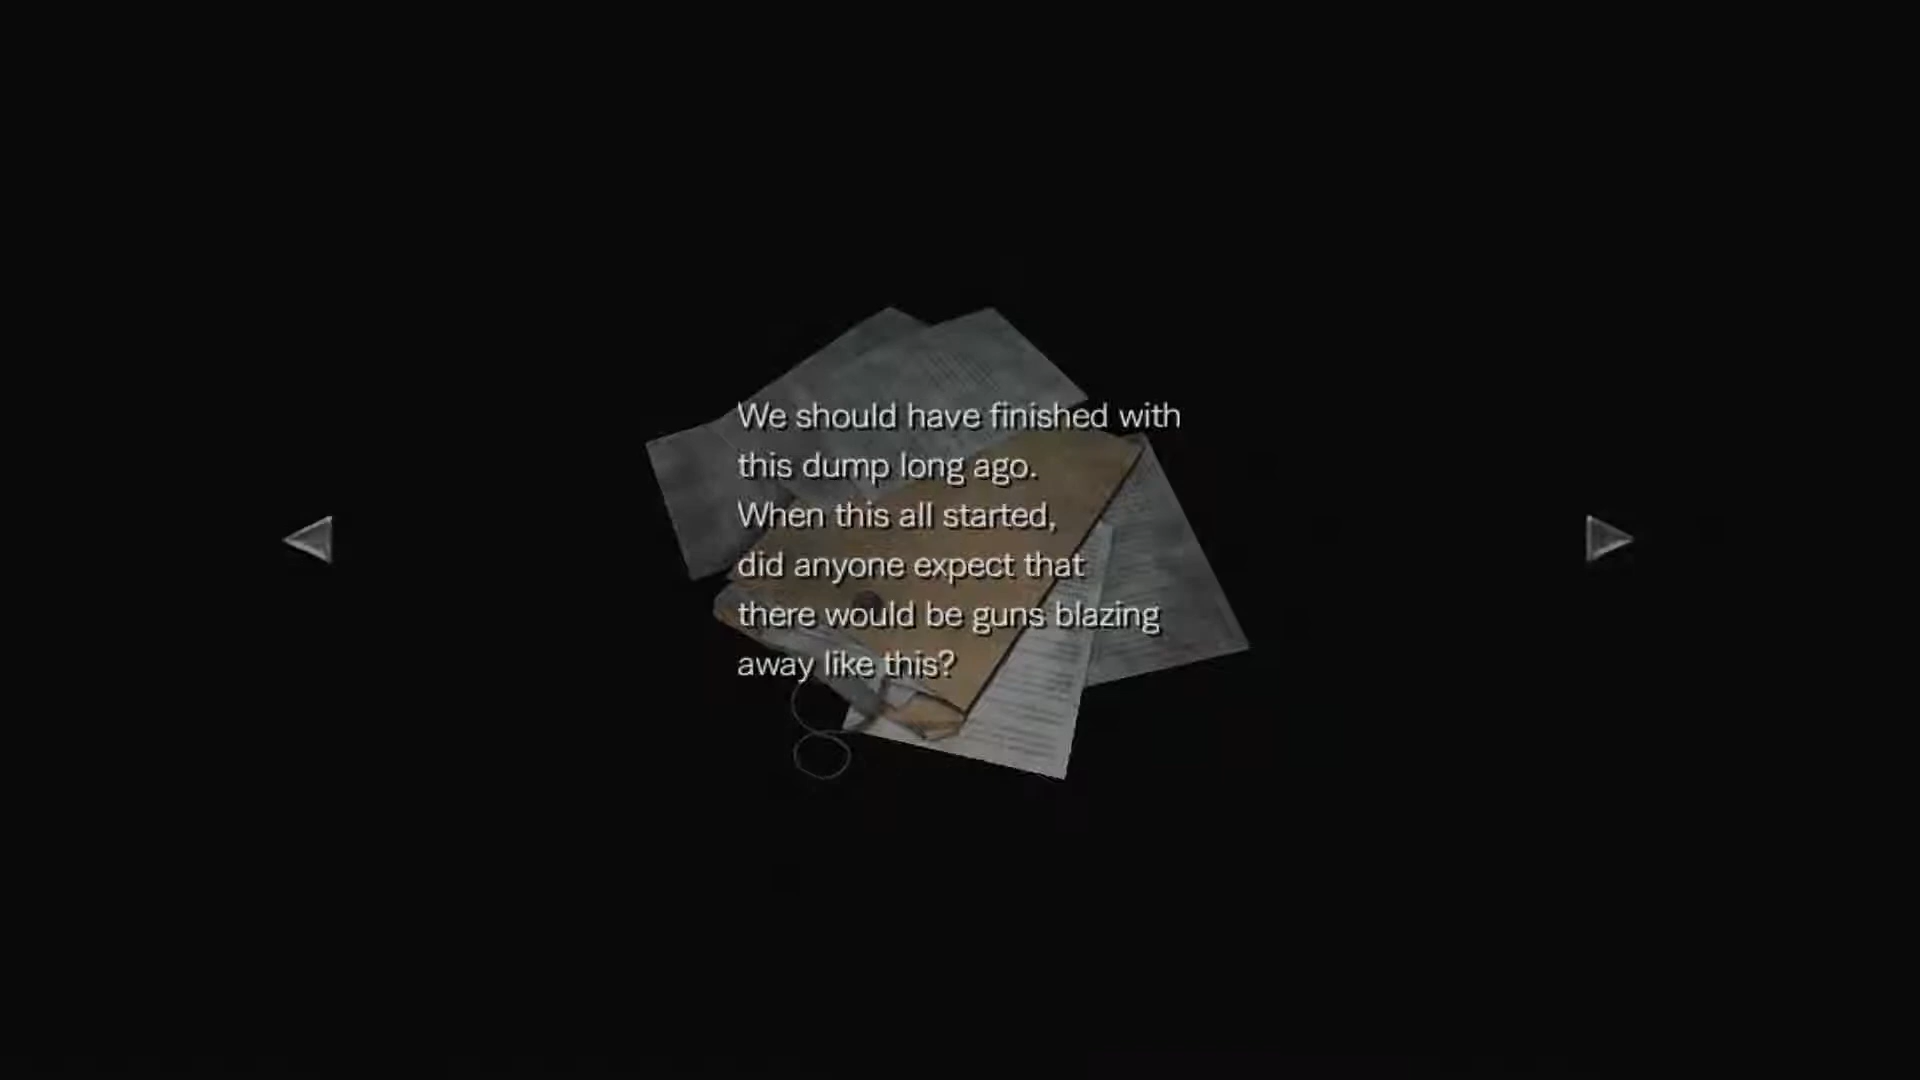 We should have finished with
this dump long ago.
When this all started,
did anyone expect that
there would be guns blazing
away like this?